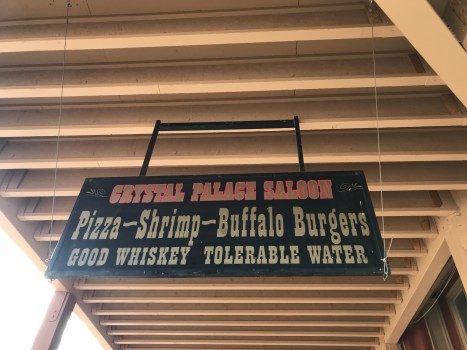 CRYSTAL PALACE SALOON
Pizza—Shrimp—Buffalo Burgers
GOOD WHISKEY TOLERABLE WATER